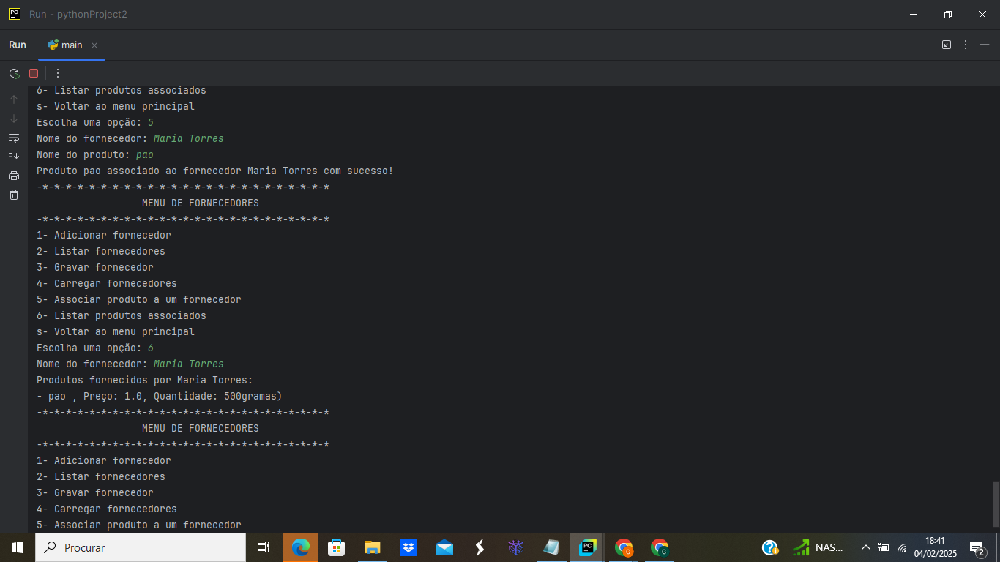 Run - pythonProject2
Run main
6- Listar produtos associados
s- Voltar ao menu principal
Escolha uma opção: 5
Nome do fornecedor: Maria Torres
Nome do produto: pao
Produto pao associado ao fornecedor Maria Torres com sucesso!
-*-*-*-*-*-*-*-*-*-*-*-*-*-*-*-*-*-*-*-*-*-*-*-*-*
MENU DE FORNECEDORES
-*-*-*-*-*-*-*-*-*-*-*-*-*-*-*-*-*-*-*-*-*-*-*-*-*
1- Adicionar fornecedor
2- Listar fornecedores
3- Gravar fornecedor
4- Carregar fornecedores
5- Associar produto a um fornecedor
6- Listar produtos associados
s- Voltar ao menu principal
Escolha uma opção: 6
Nome do fornecedor: Maria Torres
Produtos fornecidos por Maria Torres:
- pao , Preço: 1.0, Quantidade: 500gramas)
-*-*-*-*-*-*-*-*-*-*-*-*-*-*-*-*-*-*-*-*-*-*-*-*-*
MENU DE FORNECEDORES
-*-*-*-*-*-*-*-*-*-*-*-*-*-*-*-*-*-*-*-*-*-*-*-*-*
1- Adicionar fornecedor
2- Listar fornecedores
3- Gravar fornecedor
4- Carregar fornecedores
5- Associar produto a um fornecedor
Procurar
NAS...
18:41
04/02/2025
2